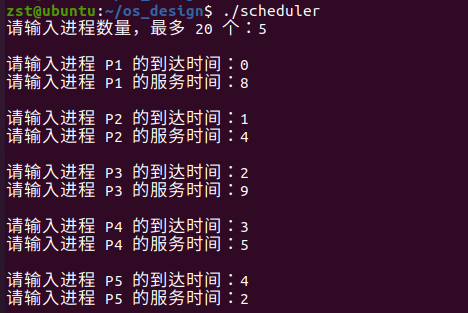 zst@ubuntu:~/os_design$ ./scheduler
请输入进程数量，最多 20 个：5
请输入进程 P1 的到达时间：0
请输入进程 P1 的服务时间：8
请输入进程 P2 的到达时间：1
请输入进程 P2 的服务时间：4
请输入进程 P3 的到达时间：2
请输入进程 P3 的服务时间：9
请输入进程 P4 的到达时间：3
请输入进程 P4 的服务时间：5
请输入进程 P5 的到达时间：4
请输入进程 P5 的服务时间：2